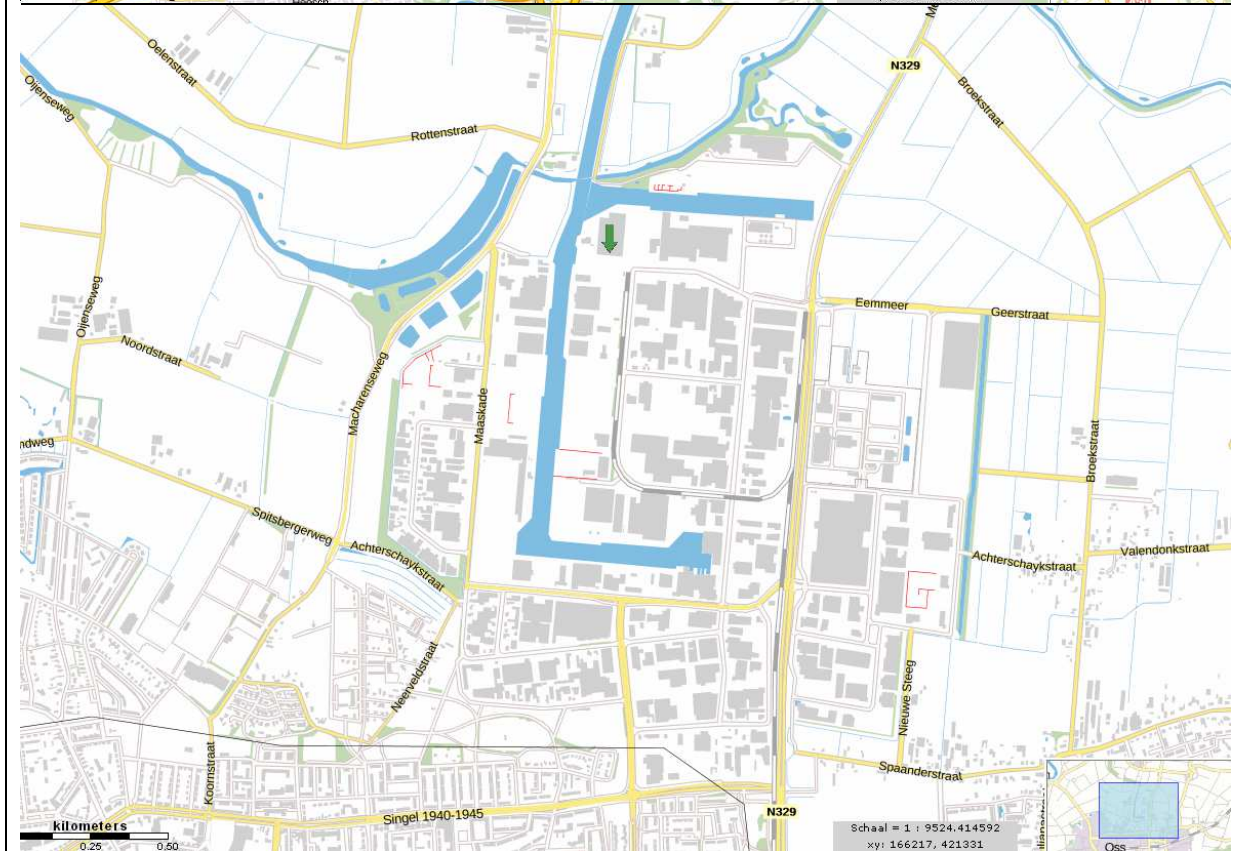 Heesch
N329
Oelenstraat
Oijenseweg
Broekstraat
Rottenstraat
Eemmeer
Geerstraat
Oijenseweg
Noordstraat
Macharenseweg
Maaskade
ndweg
Broekstraat
Spitsbergerweg
Achterschaykstraat
Valendonkstraat
Achterschaykstraat
Neerveldstraat
Nieuwe Steeg
Koornstraat
Spaanderstraat
Singel 1940-1945
N329
kilometers
0.25 0.50
Schaal = 1 : 9524.414592
xy: 166217, 421331
Oss